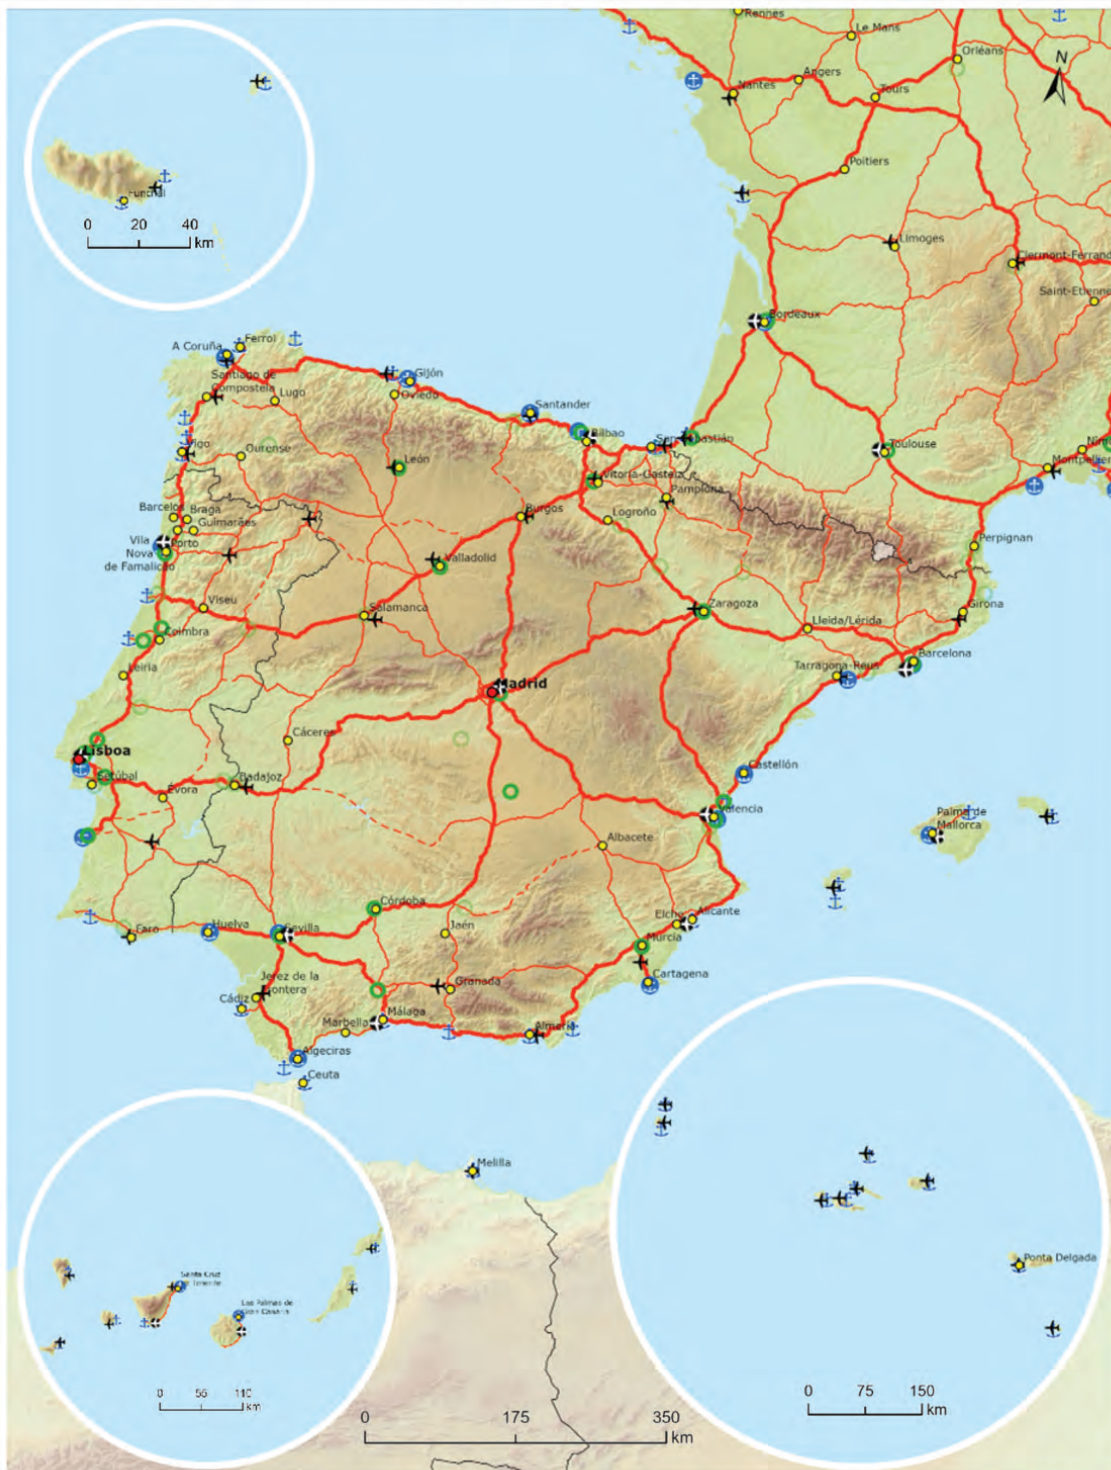 Rennes
Le Mans
Orléans
N
Angers
Nantes
Tours
Poitiers
Funchal
0 20 40
km
Limoges
Clermont-Ferrand
Saint-Etienne
Bordeaux
Ferrol
A Coruña
Santiago de
Compostela
Gijón
Lugo
Oviedo
Santander
Bilbao
San Sebastián
Toulouse
Montpellier
Vigo
Ourense
León
Vitoria-Gasteiz
Pamplona
Barcelos
Braga
Guimarães
Burgos
Logroño
Vila
Nova
de Famalicão
Porto
Perpignan
Valladolid
Viseu
Salamanca
Zaragoza
Lleida/Lérida
Girona
Coimbra
Barcelona
Leiria
Tarragona-Reus
Madrid
Cáceres
Lisboa
Setúbal
Évora
Badajoz
Castellón
Valencia
Palma de
Mallorca
Albacete
Córdoba
Huelva
Sevilla
Faro
Jaén
Elche
Alicante
Murcia
Cartagena
Jerez de la
Frontera
Cádiz
Granada
Marbella
Málaga
Almería
Algeciras
Ceuta
Melilla
Santa Cruz
de Tenerife
Las Palmas de
Gran Canaria
Ponta Delgada
0 55 110
km
0 175 350
km
0 75 150
km